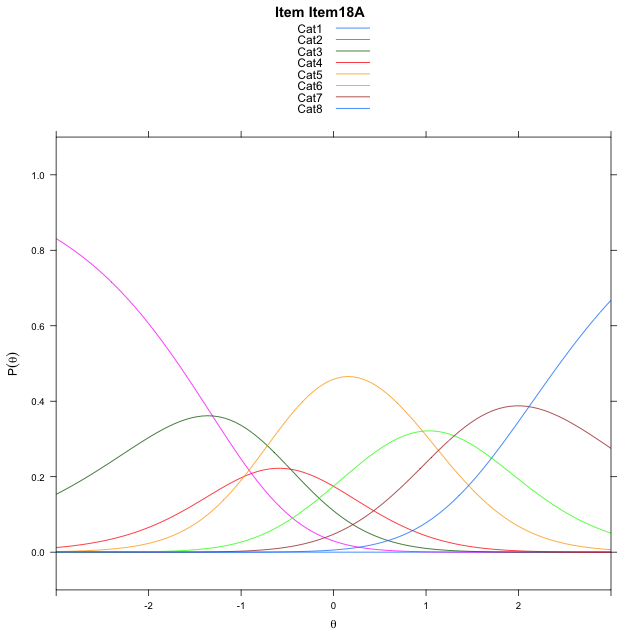 Item Item18A
Cat1
Cat2
Cat3
Cat4
Cat5
Cat6
Cat7
Cat8
1.0
0.8
0.6
0.4
0.2
0.0
P(θ)
-2 -1 0 1 2
θ